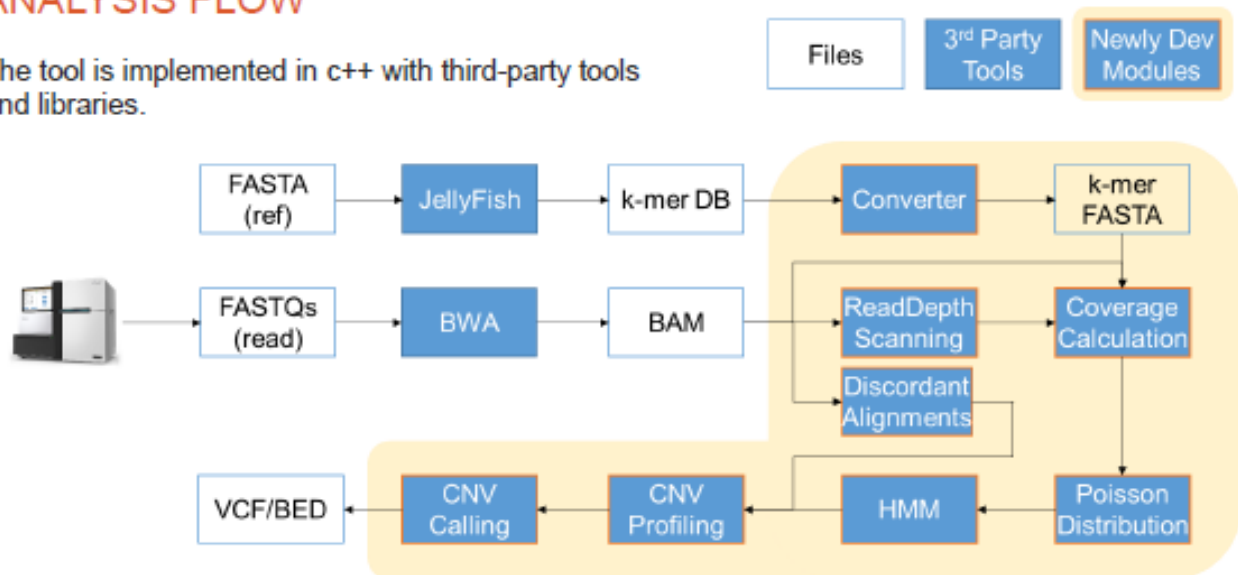 ANALYSIS FLOW
he tool is implemented in c++ with third-party tools
nd libraries.
Files
3rd Party
Tools
Newly Dev
Modules
FASTA
(ref)
JellyFish
k-mer DB
Converter
k-mer
FASTA
FASTQs
(read)
BWA
BAM
ReadDepth
Scanning
Coverage
Calculation
Discordant
Alignments
VCF/BED
CNV
Calling
CNV
Profiling
HMM
Poisson
Distribution